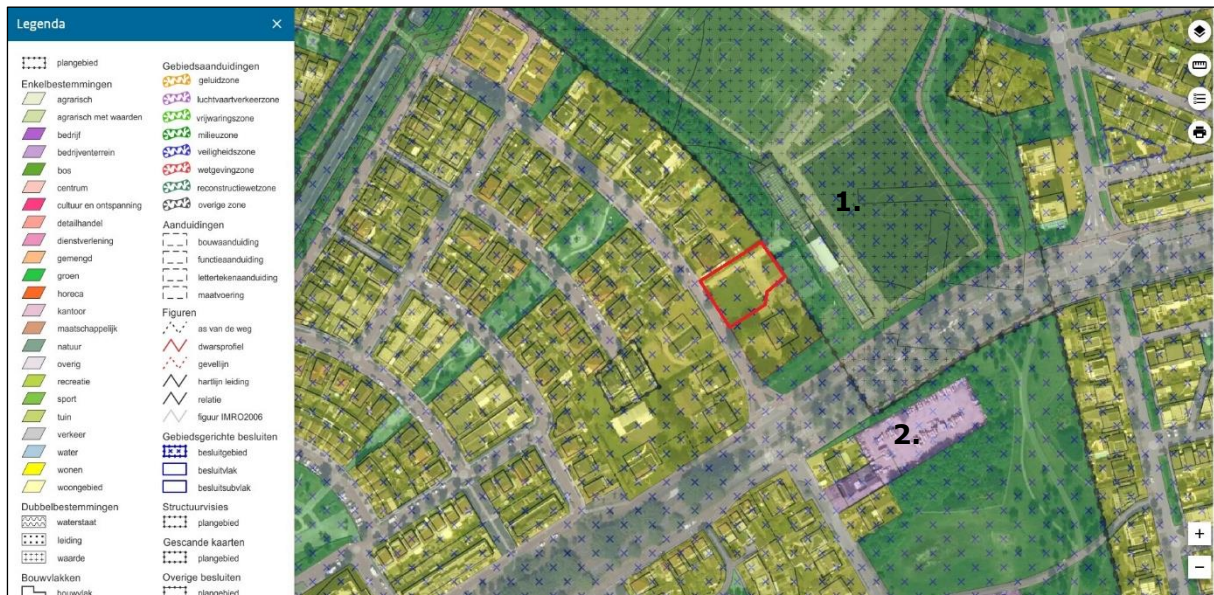 Legenda
plangebied
Enkelbestemmingen
agrarisch
agrarisch met waarden
bedrijf
bedrijventerrein
bos
centrum
cultuur en ontspanning
detailhandel
dienstverlening
gemengd
groen
horeca
kantoor
maatschappelijk
natuur
overig
recreatie
sport
tuin
verkeer
water
wonen
woongebied
Dubbelbestemmingen
waterstaat
leiding
waarde
Bouwvlakken
bouwvlak
Gebiedsaanduidingen
geluidzone
luchtvaartverkeerzone
vrijwaringszone
milieuzone
veiligheidszone
wetgevingzone
reconstructiewetzone
overige zone
Aanduidingen
bouwaanduiding
functieaanduiding
lettertekenaanduiding
maatvoering
Figuren
as van de weg
dwarsprofiel
gevellijn
hartlijn leiding
relatie
figuur IMRO2006
Gebiedsgerichte besluiten
besluitgebied
besluitvlak
besluitsubvlak
Structuurvisies
plangebied
Gescande kaarten
plangebied
Overige besluiten
plangebied
1.
2.